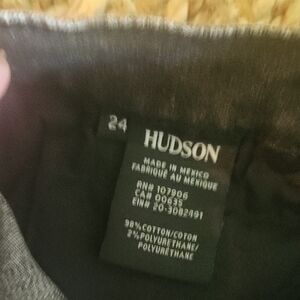 24
HUDSON
MADE IN MEXICO
FABRIQUÉ AU MEXIQUE
RN# 107906
CA# 00635
EIN# 20-3082491
98% COTTON/COTON
2% POLYURETHANE/
POLYURETHANE